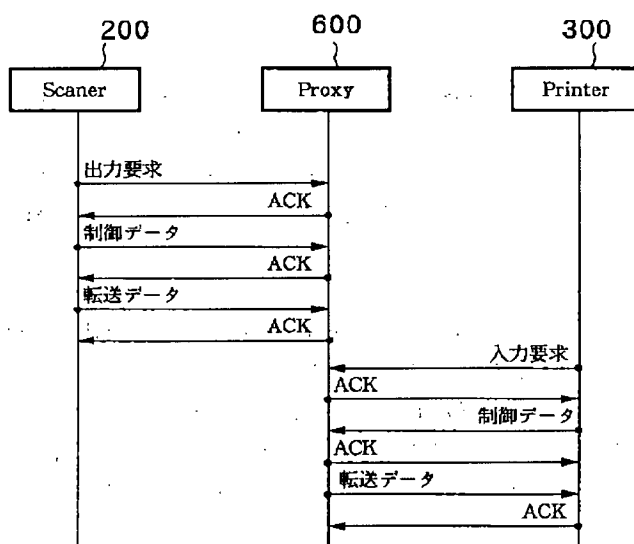 200 600 300
Scaner Proxy Printer
出力要求
ACK
制御データ
ACK
転送データ
ACK
入力要求
ACK
制御データ
ACK
転送データ
ACK